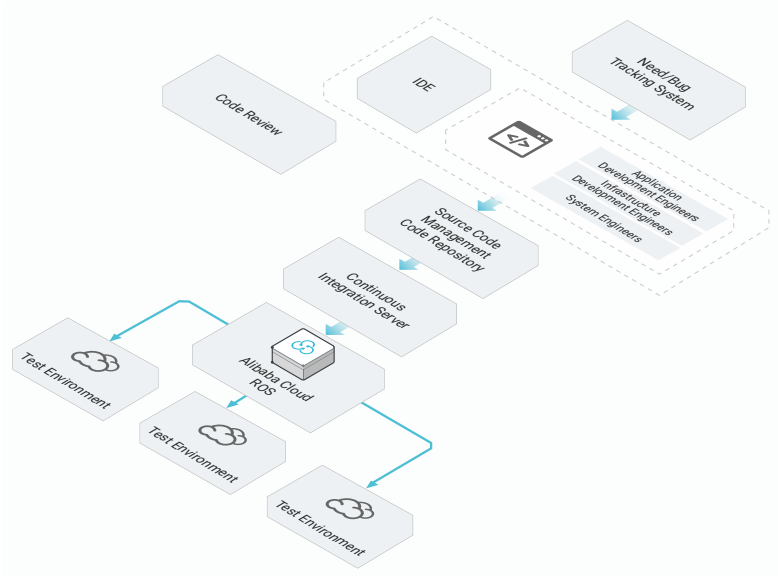 Code Review
IDE
Need/Bug
Tracking System
</>
Application
Development Engineers
Infrastructure
Development Engineers
System Engineers
Source Code
Management
Code Repository
Continuous
Integration Server
Alibaba Cloud
ROS
Test Environment
Test Environment
Test Environment